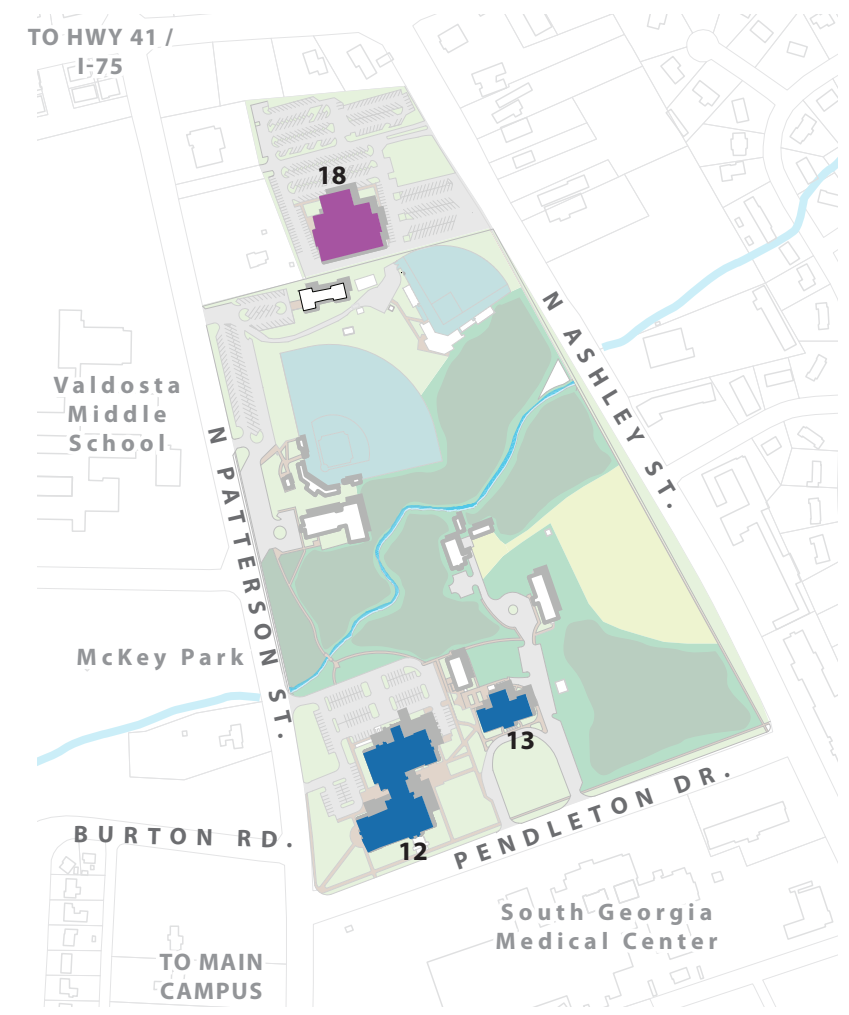 TO HWY 41 /
I-75
18
N ASHLEY ST.
Valdosta
Middle
School
N PATTERSON ST.
McKey Park
13
12
BURTON RD.
PENDLETON DR.
South Georgia
Medical Center
TO MAIN
CAMPUS